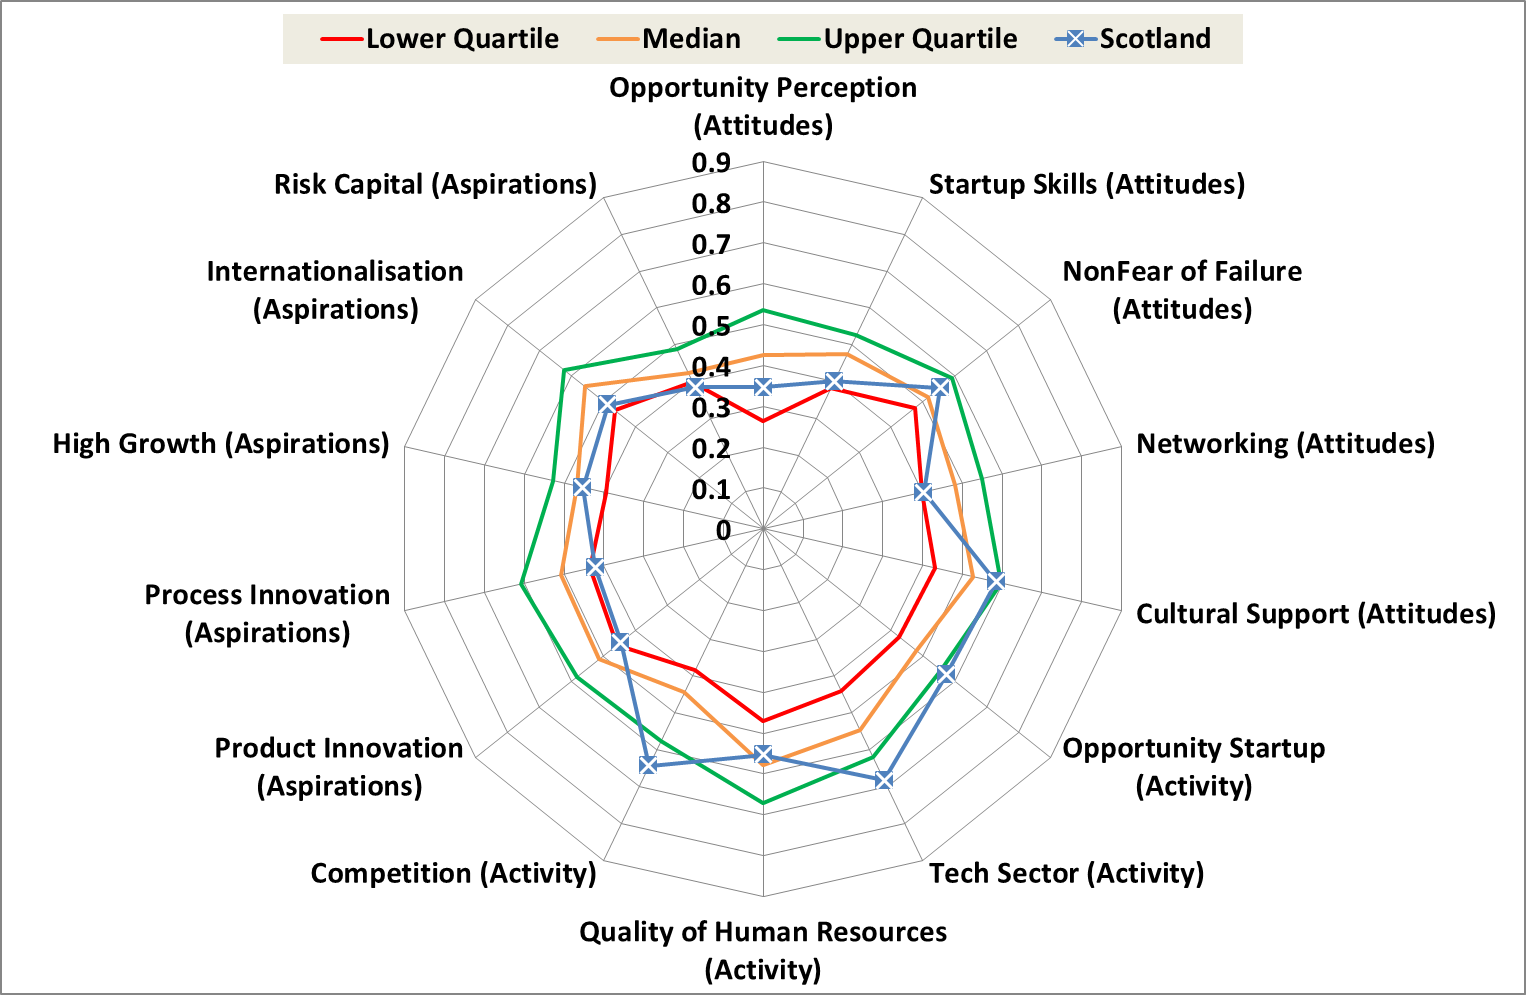 Lower Quartile Median Upper Quartile Scotland
Opportunity Perception
(Attitudes)
Risk Capital (Aspirations)
Startup Skills (Attitudes)
Internationalisation
(Aspirations)
NonFear of Failure
(Attitudes)
High Growth (Aspirations)
Networking (Attitudes)
Process Innovation
(Aspirations)
Cultural Support (Attitudes)
Product Innovation
(Aspirations)
Opportunity Startup
(Activity)
Competition (Activity)
Tech Sector (Activity)
Quality of Human Resources
(Activity)
0.9
0.8
0.7
0.6
0.5
0.4
0.3
0.2
0.1
0